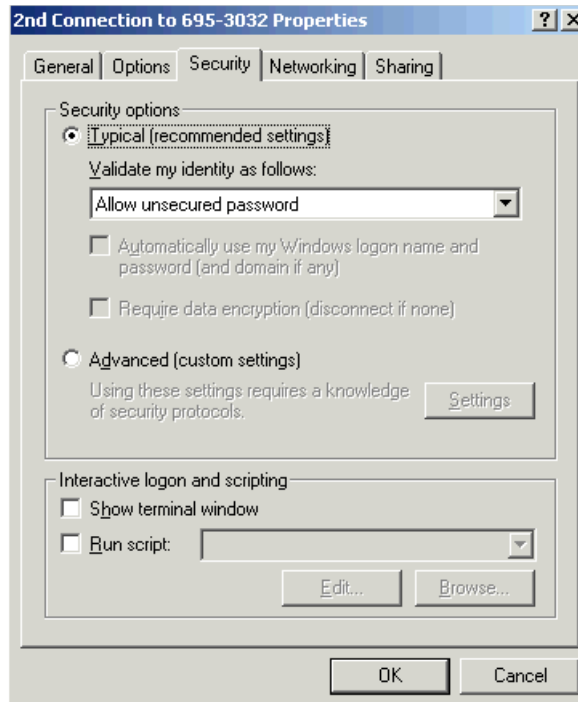 2nd Connection to 695-3032 Properties
General
Options
Security
Networking
Sharing
Security options
Typical (recommended settings)
Validate my identity as follows:
Allow unsecured password
Automatically use my Windows logon name and
password (and domain if any)
Require data encryption (disconnect if none)
Advanced (custom settings)
Using these settings requires a knowledge
of security protocols.
Settings
Interactive logon and scripting
Show terminal window
Run script:
Edit...
Browse...
OK
Cancel